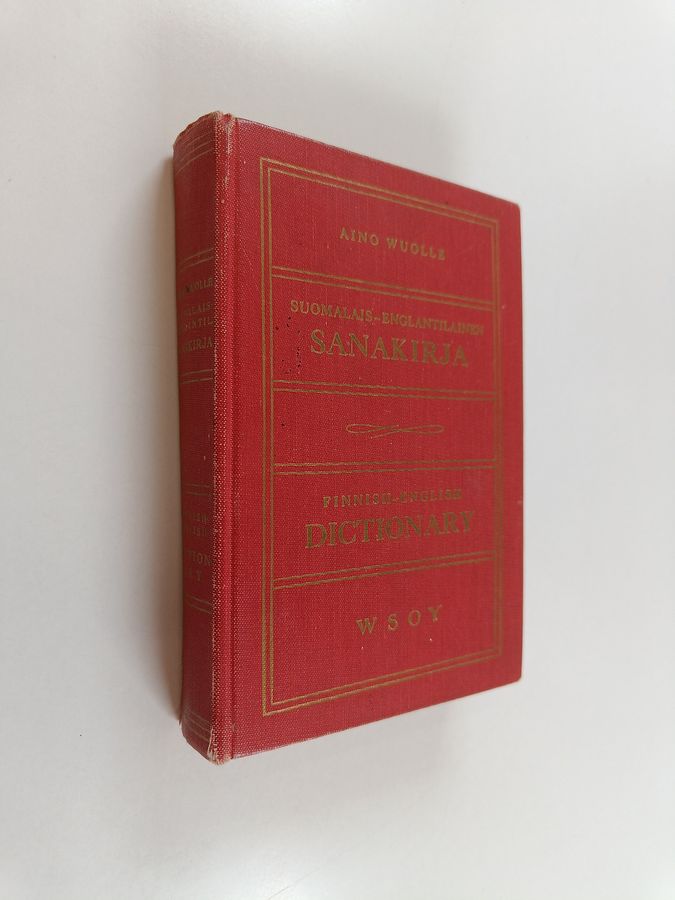 AINO WUOLLE
SUOMALAIS-ENGLANTILAINEN
SANAKIRJA
FINNISH-ENGLISH
DICTIONARY
WSOY